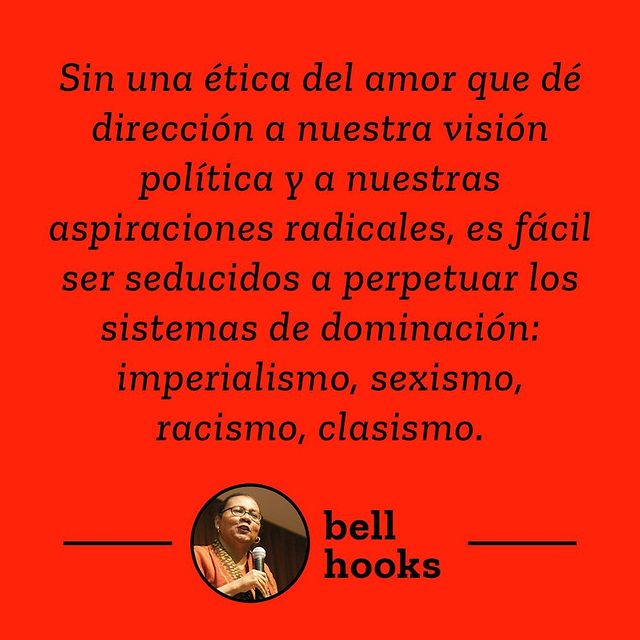 Sin una ética del amor que dé
dirección a nuestra visión
política y a nuestras
aspiraciones radicales, es fácil
ser seducidos a perpetuar los
sistemas de dominación:
imperialismo, sexismo,
racismo, clasismo.
bell
hooks